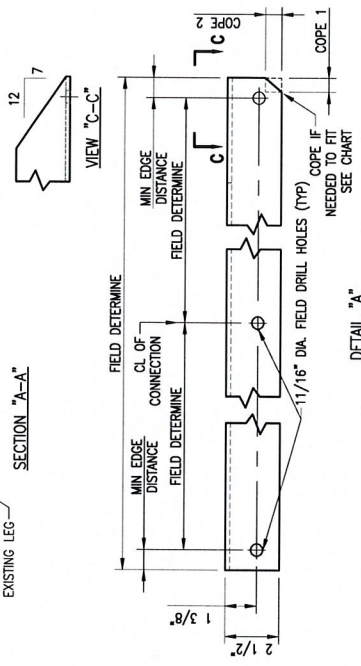 EXISTING LEG
SECTION "A-A"
12
7
VIEW "C-C"
FIELD DETERMINE
MIN EDGE
DISTANCE
CL OF
CONNECTION
MIN EDGE
DISTANCE
FIELD DETERMINE
FIELD DETERMINE
COPE 2
C
C
1 3/8"
2 1/2"
11/16" DIA. FIELD DRILL HOLES (TYP)
COPE IF
NEEDED TO FIT
SEE CHART
COPE 1
DETAIL "A"